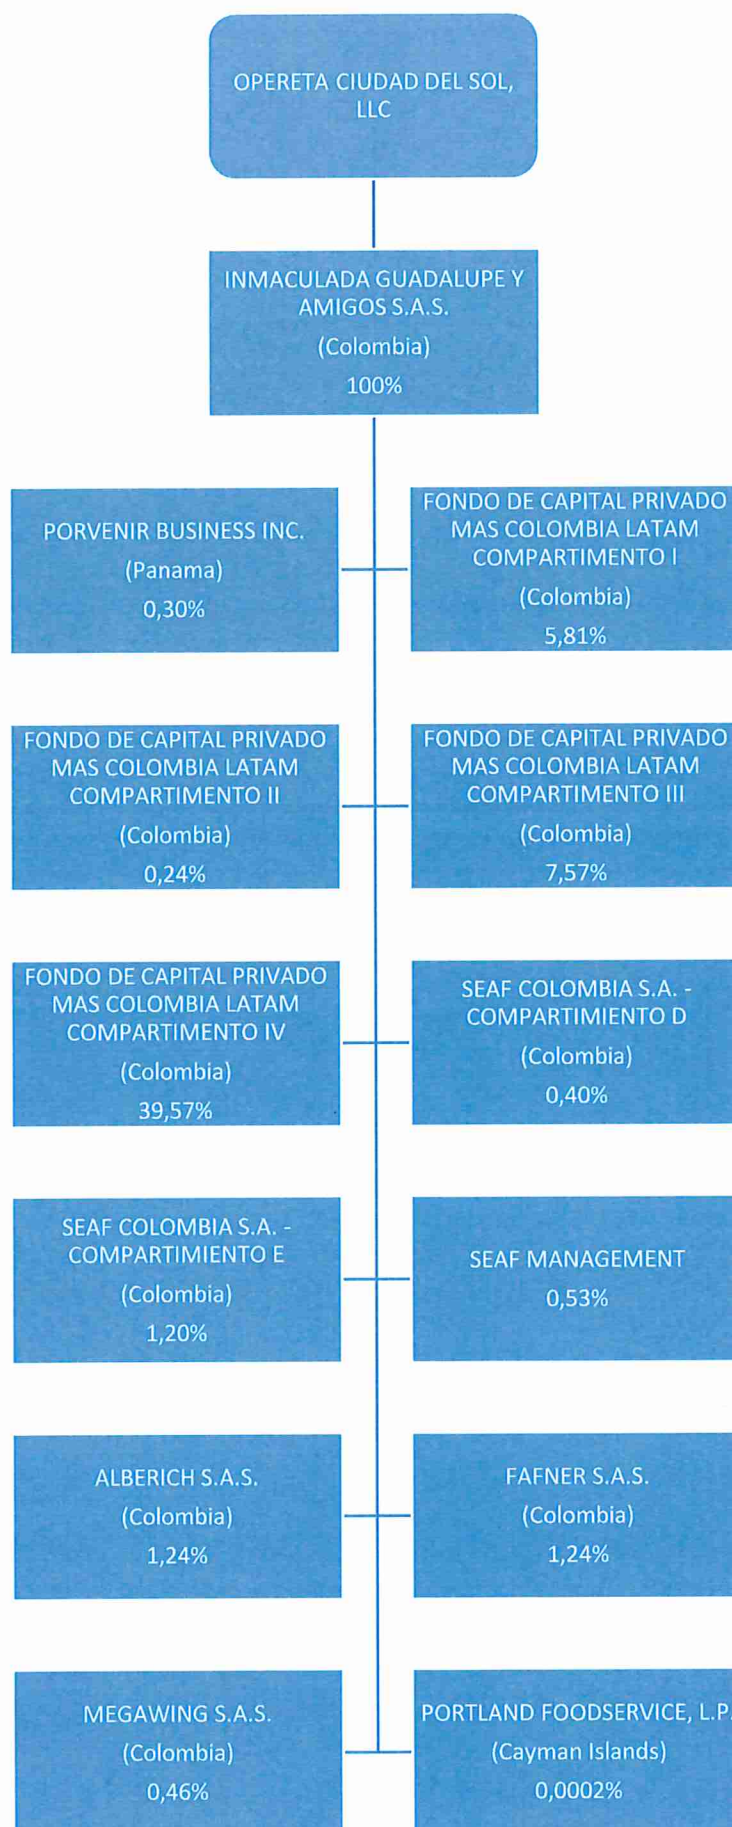 OPERETA CIUDAD DEL SOL,
LLC
INMACULADA GUADALUPE Y
AMIGOS S.A.S.
(Colombia)
100%
PORVENIR BUSINESS INC.
(Panama)
0,30%
FONDO DE CAPITAL PRIVADO
MAS COLOMBIA LATAM
COMPARTIMENTO I
(Colombia)
5,81%
FONDO DE CAPITAL PRIVADO
MAS COLOMBIA LATAM
COMPARTIMENTO II
(Colombia)
0,24%
FONDO DE CAPITAL PRIVADO
MAS COLOMBIA LATAM
COMPARTIMENTO III
(Colombia)
7,57%
FONDO DE CAPITAL PRIVADO
MAS COLOMBIA LATAM
COMPARTIMENTO IV
(Colombia)
39,57%
SEAF COLOMBIA S.A. -
COMPARTIMIENTO D
(Colombia)
0,40%
SEAF COLOMBIA S.A. -
COMPARTIMIENTO E
(Colombia)
1,20%
SEAF MANAGEMENT
0,53%
ALBERICH S.A.S.
(Colombia)
1,24%
FAFNER S.A.S.
(Colombia)
1,24%
MEGAWING S.A.S.
(Colombia)
0,46%
PORTLAND FOODSERVICE, L.P.
(Cayman Islands)
0,0002%